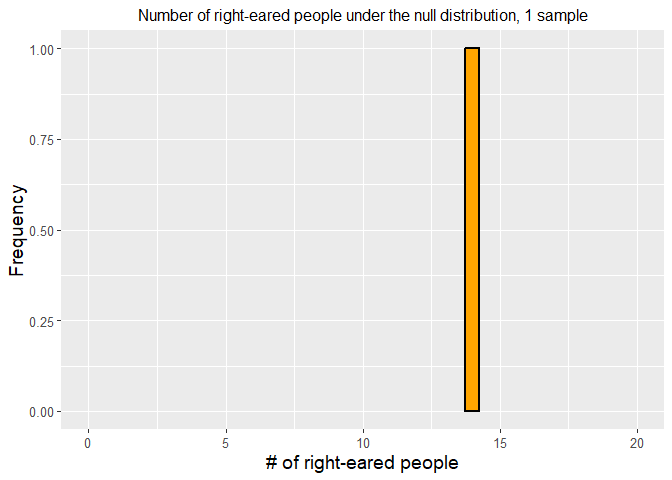 Number of right-eared people under the null distribution, 1 sample
1.00
0.75
0.50
0.25
0.00
Frequency
0 5 10 15 20
# of right-eared people